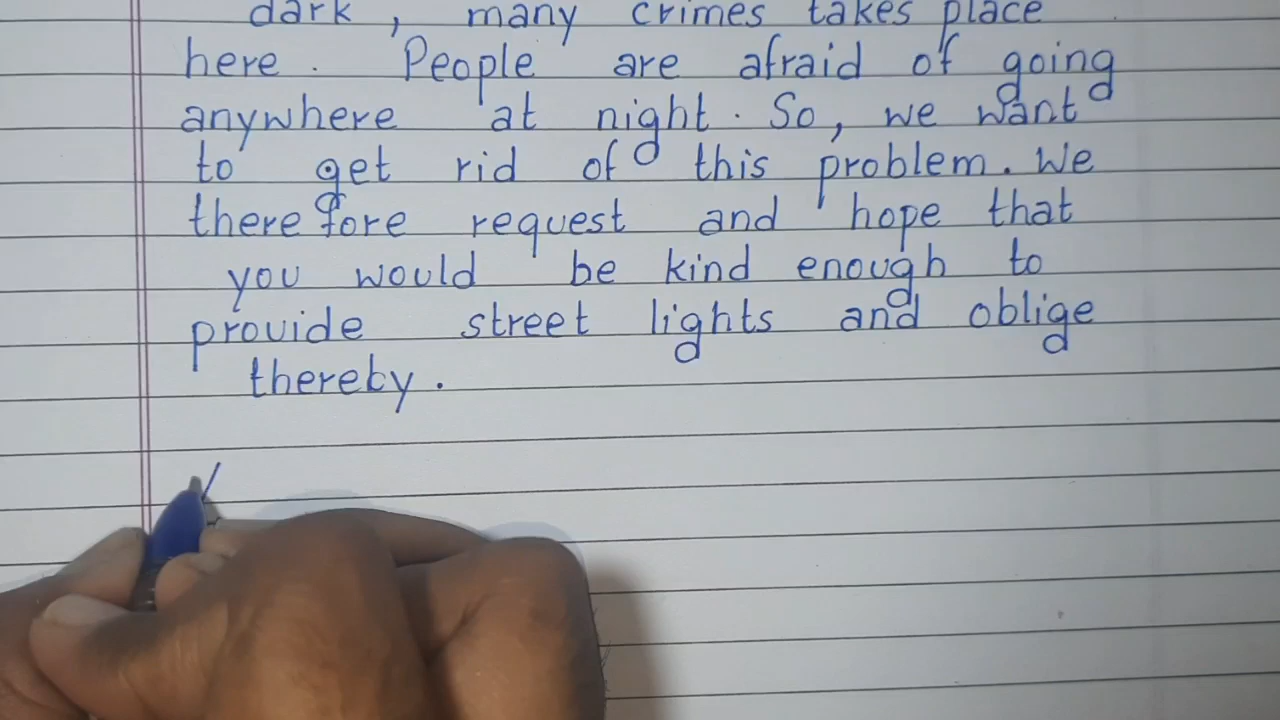 dark, many crimes takes place
here. People are afraid of going
anywhere at night. So, we want
to get rid of this problem. We
therefore request and hope that
you would be kind enough to
provide street lights and oblige
thereby.